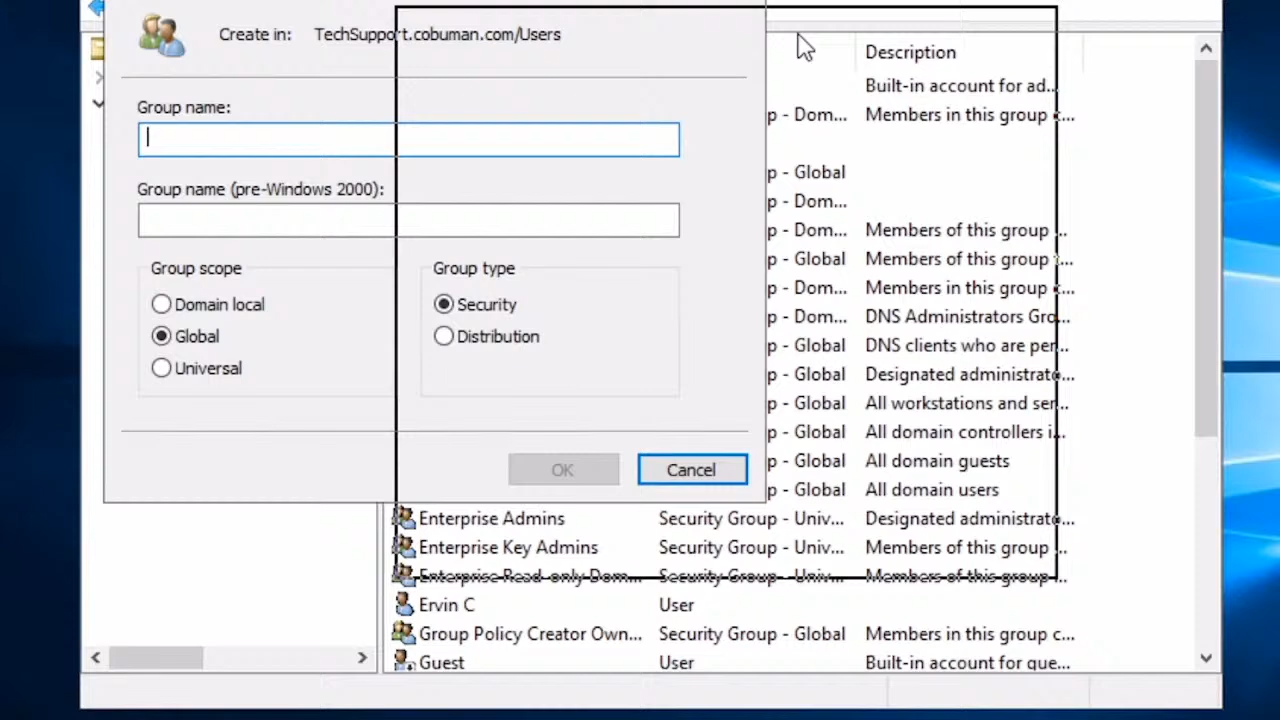 Create in: TechSupport.cobuman.com/Users
Group name:
Group name (pre-Windows 2000):
Group scope
Domain local
Global
Universal
Group type
Security
Distribution
OK
Cancel
Description
Built-in account for ad...
p - Dom... Members in this group c...
p - Global
p - Dom...
p - Dom... Members of this group ...
p - Global Members of this group t...
p - Dom... Members of this group c...
p - Dom... DNS Administrators Gro...
p - Global DNS clients who are per...
p - Global Designated administrato...
p - Global All workstations and ser...
p - Global All domain controllers i...
p - Global All domain guests
p - Global All domain users
Enterprise Admins Security Group - Univ... Designated administrato...
Enterprise Key Admins Security Group - Univ... Members of this group ...
Enterprise Read-only Dom... Security Group - Univ... Members of this group ...
Ervin C User
Group Policy Creator Own... Security Group - Global Members in this group c...
Guest User Built-in account for gue...